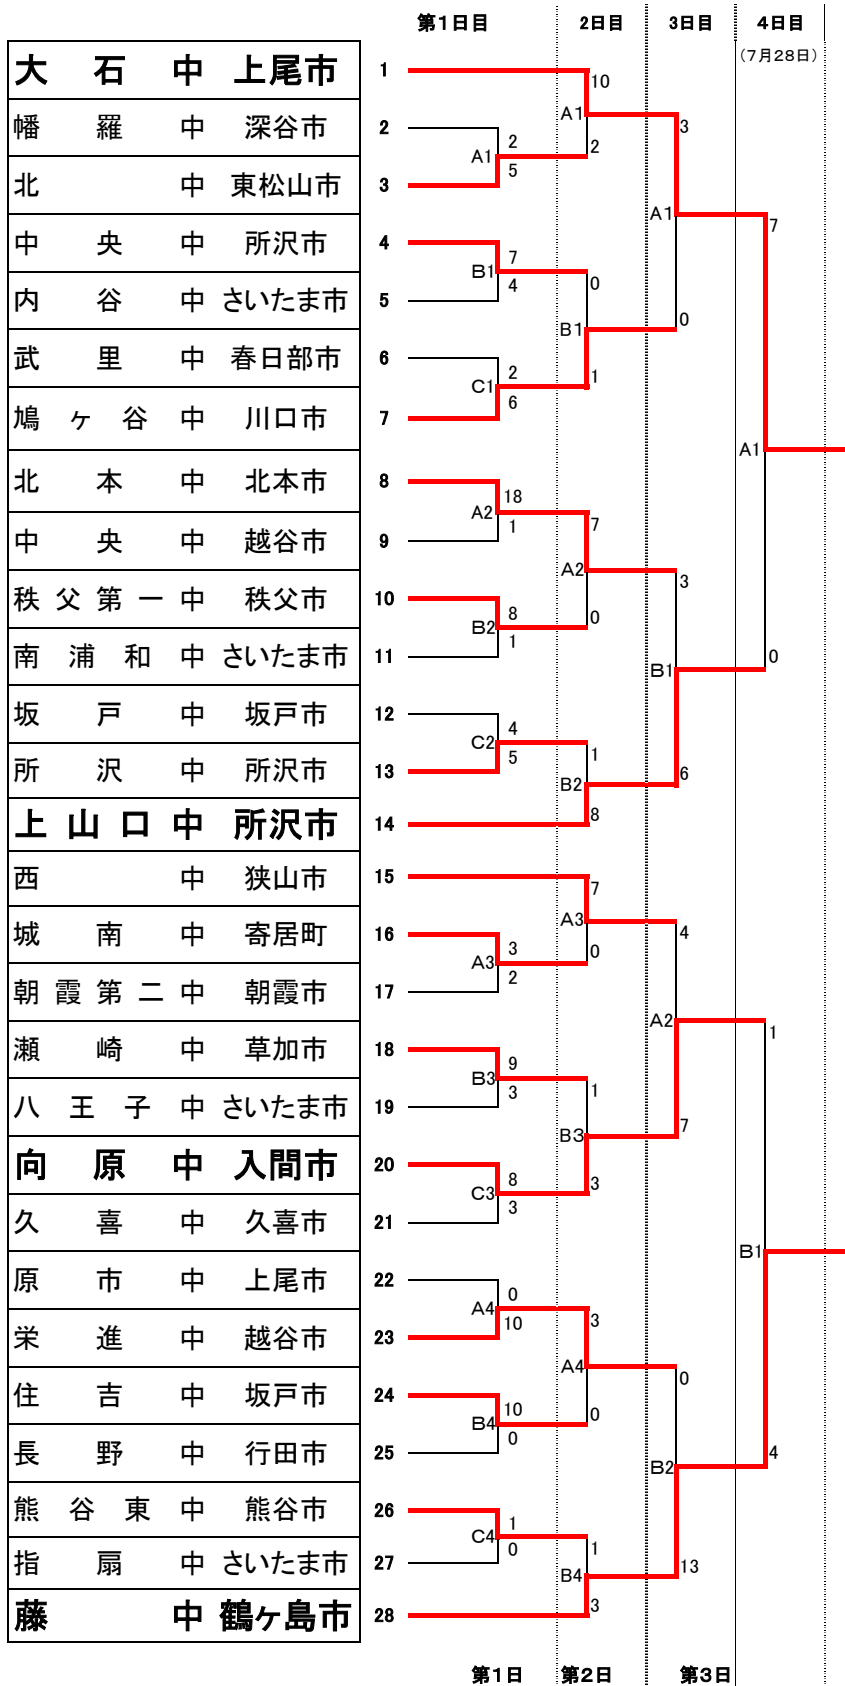 第1日目 2日目 3日目 4日目
(7月28日)
大石中 上尾市 1
幡羅中 深谷市 2
北中 東松山市 3
中央中 所沢市 4
内谷中 さいたま市 5
武里中 春日部市 6
鳩ヶ谷中 川口市 7
北本中 北本市 8
中央中 越谷市 9
秩父第一中 秩父市 10
南浦和中 さいたま市 11
坂戸中 坂戸市 12
所沢中 所沢市 13
上山口中 所沢市 14
西中 狭山市 15
城南中 寄居町 16
朝霞第二中 朝霞市 17
瀬崎中 草加市 18
八王子中 さいたま市 19
向原中 入間市 20
久喜中 久喜市 21
原市中 上尾市 22
栄進中 越谷市 23
住吉中 坂戸市 24
長野中 行田市 25
熊谷東中 熊谷市 26
指扇中 さいたま市 27
藤中 鶴ヶ島市 28
A1 2 5
B1 7 4
C1 2 6
A2 18 1
B2 8 1
C2 4 5
A3 3 2
B3 9 3
C3 8 3
A4 0 10
B4 10 0
C4 1 0
A1 10 2
B1 0 1
A2 7 0
B2 1 8
A3 7 0
B3 1 3
A4 3 0
B4 1 3
A1 3 0
B1 3 6
A2 4 7
B2 0 13
A1 7 0
B1 1 4
第1日 第2日 第3日